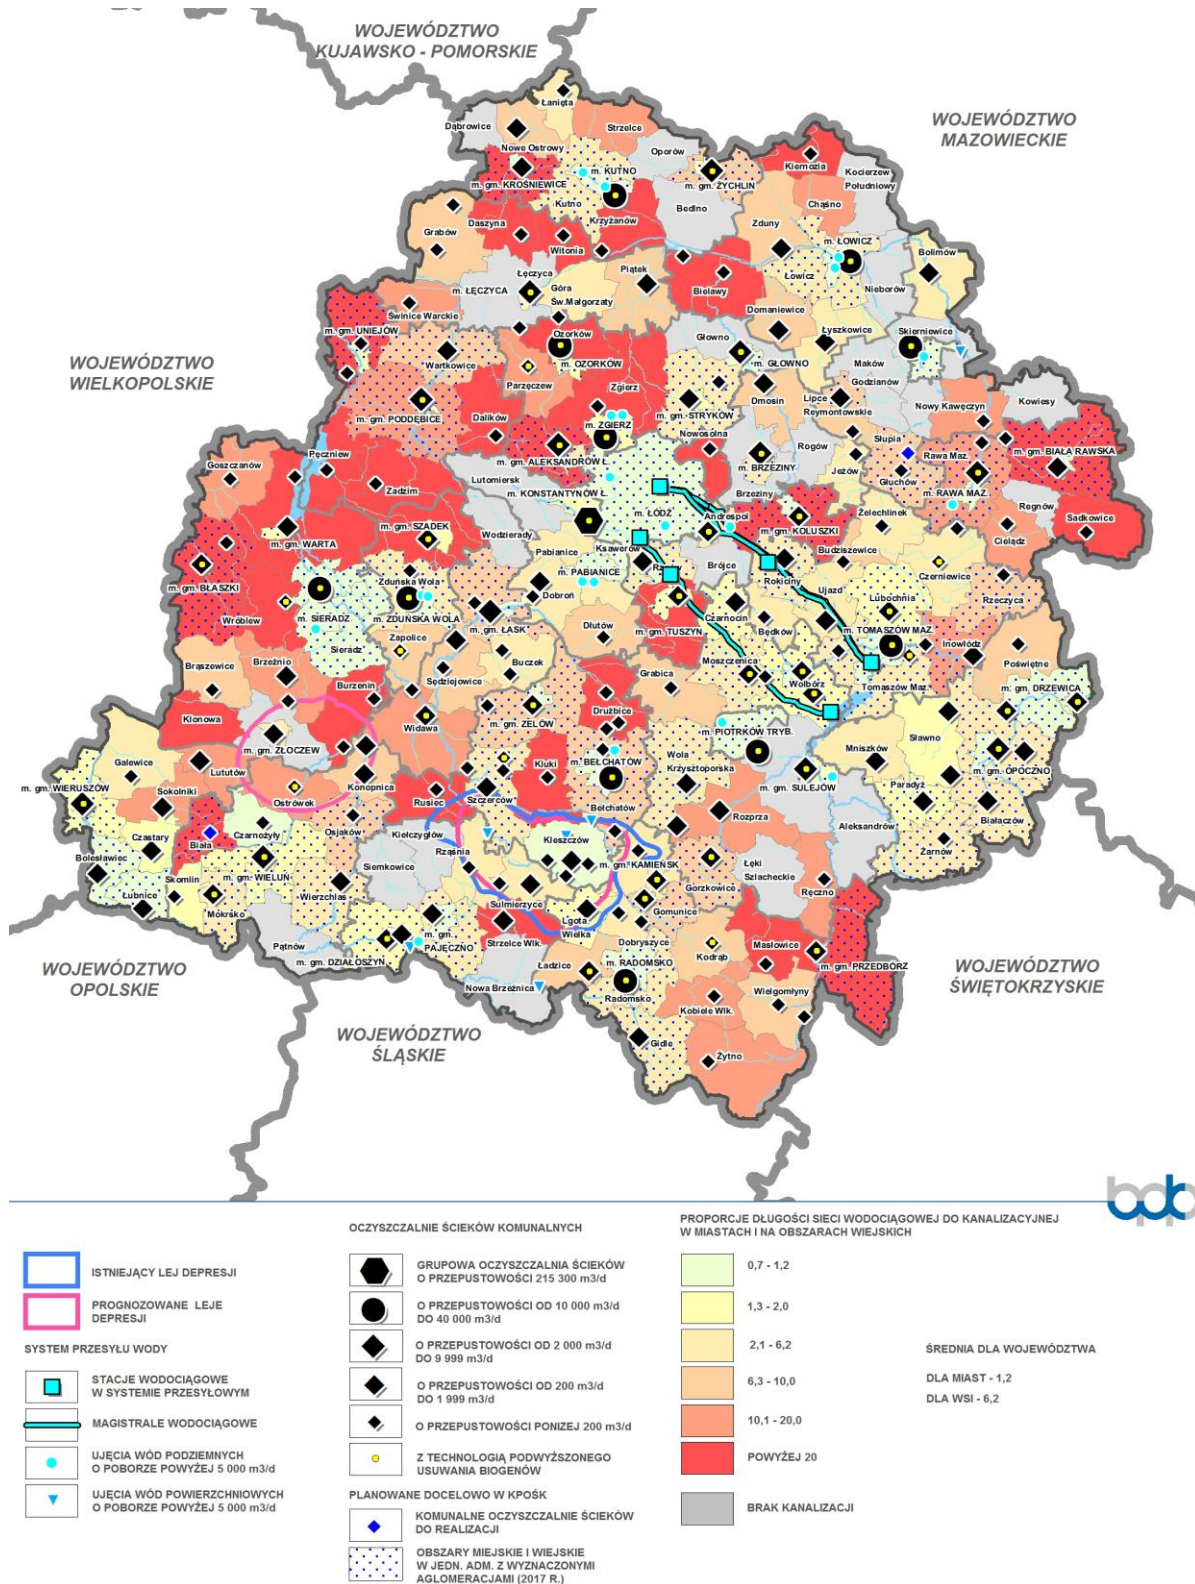 WOJEWÓDZTWO
KUJAWSKO - POMORSKIE
WOJEWÓDZTWO
MAZOWIECKIE
WOJEWÓDZTWO
WIELKOPOLSKIE
WOJEWÓDZTWO
OPOLSKIE
WOJEWÓDZTWO
ŚLĄSKIE
WOJEWÓDZTWO
ŚWIĘTOKRZYSKIE
Łanięta
Dąbrowice
Strzelce
Nowe Ostrowy
Oporów
m. gm. KROŚNIEWICE
m. KUTNO
Kutno
m. gm. ŻYCHLIN
Kiernozia
Kocierzew
Południowy
Bedlno
Chąśno
Krzyżanów
Daszyna
Witonia
Grabów
Zduny
m. ŁOWICZ
Łowicz
Bolimów
Nieborów
Łęczyca
m. ŁĘCZYCA
Góra
Św.Małgorzaty
Piątek
Bielawy
Domaniewice
Łyszkowice
Skierniewice
Maków
Świnice Warckie
m. gm. UNIEJÓW
Ozorków
m. OZORKÓW
Głowno
m. GŁOWNO
Wartkowice
Parzęczew
Zgierz
m. ZGIERZ
m. gm. STRYKÓW
Dmosin
Lipce
Reymontowskie
Godzianów
Nowy Kawęczyn
Kowiesy
m. gm. PODDĘBICE
Dalików
m. gm. ALEKSANDRÓW Ł.
Nowosolna
Rogów
m. BRZEZINY
Brzeziny
Jeżów
Słupia
Głuchów
Rawa Maz.
m. RAWA MAZ.
m. gm. BIAŁA RAWSKA
Regnów
Sadkowice
Cielądz
Goszczanów
Pęczniew
Zadzim
Lutomiersk
m. KONSTANTYNÓW Ł.
m. ŁÓDŹ
Andrespol
m. gm. KOLUSZKI
Żelechlinek
m. gm. WARTA
m. gm. SZADEK
Wodzierady
Pabianice
m. PABIANICE
Ksawerów
Brójce
Rokiciny
Budziszewice
Ujazd
Czerniewice
Rzeczyca
m. gm. BŁASZKI
Wróblew
m. SIERADZ
Sieradz
Zduńska Wola
m. ZDUŃSKA WOLA
m. gm. ŁASK
Dobroń
Dłutów
m. gm. TUSZYN
Czarnocin
Będków
Lubochnia
m. TOMASZÓW MAZ.
Tomaszów Maz.
Inowłódz
Poświętne
Brąszewice
Brzeźnio
Zapolice
Sędziejowice
Buczek
Grabica
Moszczenica
Wolbórz
m. gm. DRZEWICA
Klonowa
Burzenin
Widawa
m. gm. ZELÓW
Drużbice
m. PIOTRKÓW TRYB.
Mniszków
Sławno
m. gm. OPOCZNO
m. gm. ZŁOCZEW
Galewice
m. gm. WIERUSZÓW
Lututów
Sokolniki
Ostrówek
Konopnica
Rusiec
Szczerców
Kluki
m. BEŁCHATÓW
Bełchatów
Wola
Krzysztoporska
m. gm. SULEJÓW
Aleksandrów
Paradyż
Białaczów
Żarnów
Czastary
Biała
Czarnożyły
Osjaków
Kiełczygłów
Rząśnia
Kleszczów
m. gm. KAMIEŃSK
Rozprza
Łęki
Szlacheckie
Ręczno
Bolesławiec
Łubnice
Skomlin
Mokrsko
m. gm. WIELUŃ
Wierzchlas
Siemkowice
Sulmierzyce
Lgota
Wielka
Gomunice
Gorzkowice
Pątnów
m. gm. DZIAŁOSZYN
m. gm.
PAJĘCZNO
Strzelce Wlk.
Nowa Brzeźnica
Ładzice
Dobryszyce
m. RADOMSKO
Radomsko
Kodrąb
Masłowice
m. gm. PRZEDBÓRZ
Wielgomłyny
Kobiele Wlk.
Gidle
Żytno
bpp
ISTNIEJĄCY LEJ DEPRESJI
PROGNOZOWANE LEJE
DEPRESJI
SYSTEM PRZESYŁU WODY
STACJE WODOCIĄGOWE
W SYSTEMIE PRZESYŁOWYM
MAGISTRALE WODOCIĄGOWE
UJĘCIA WÓD PODZIEMNYCH
O POBORZE POWYŻEJ 5 000 m3/d
UJĘCIA WÓD POWIERZCHNIOWYCH
O POBORZE POWYŻEJ 5 000 m3/d
OCZYSZCZALNIE ŚCIEKÓW KOMUNALNYCH
GRUPOWA OCZYSZCZALNIA ŚCIEKÓW
O PRZEPUSTOWOŚCI 215 300 m3/d
O PRZEPUSTOWOŚCI OD 10 000 m3/d
DO 40 000 m3/d
O PRZEPUSTOWOŚCI OD 2 000 m3/d
DO 9 999 m3/d
O PRZEPUSTOWOŚCI OD 200 m3/d
DO 1 999 m3/d
O PRZEPUSTOWOŚCI PONIZEJ 200 m3/d
Z TECHNOLOGIĄ PODWYŻSZONEGO
USUWANIA BIOGENÓW
PLANOWANE DOCELOWO W KPOŚK
KOMUNALNE OCZYSZCZALNIE ŚCIEKÓW
DO REALIZACJI
OBSZARY MIEJSKIE I WIEJSKIE
W JEDN. ADM. Z WYZNACZONYMI
AGLOMERACJAMI (2017 R.)
PROPORCJE DŁUGOŚCI SIECI WODOCIĄGOWEJ DO KANALIZACYJNEJ
W MIASTACH I NA OBSZARACH WIEJSKICH
0,7 - 1,2
1,3 - 2,0
2,1 - 6,2
6,3 - 10,0
10,1 - 20,0
POWYŻEJ 20
BRAK KANALIZACJI
ŚREDNIA DLA WOJEWÓDZTWA
DLA MIAST - 1,2
DLA WSI - 6,2